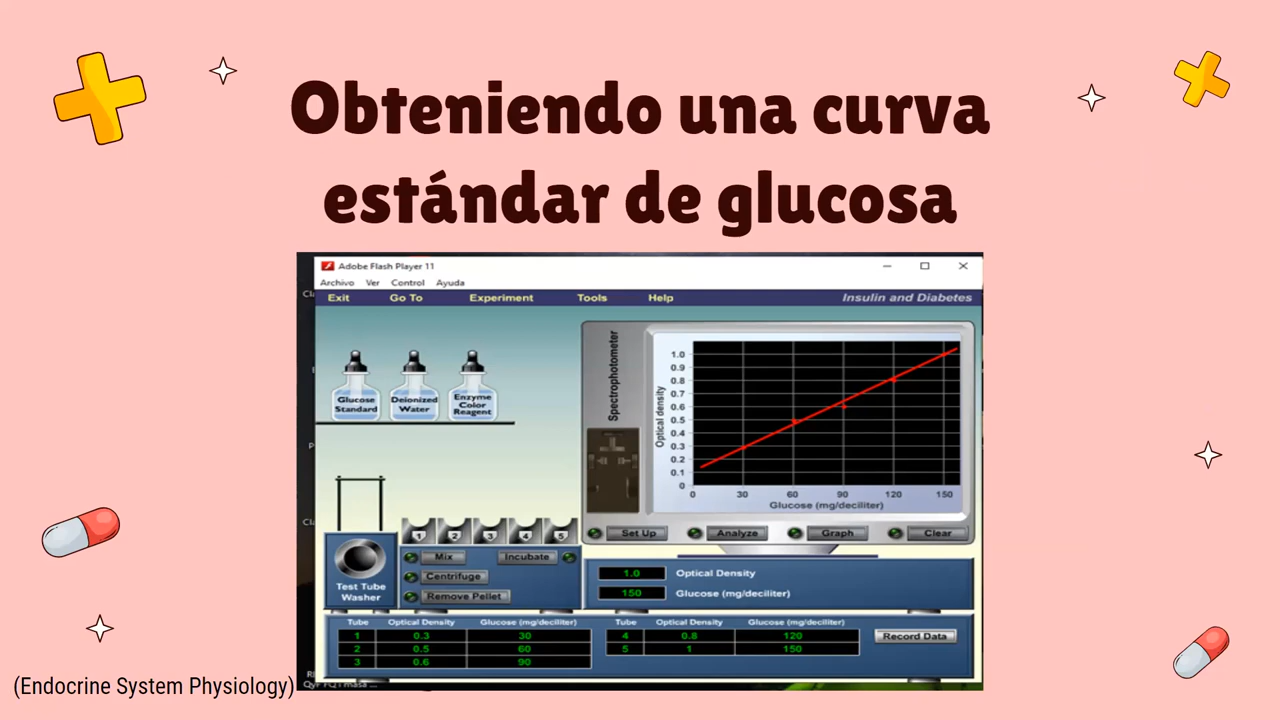 Obteniendo una curva
estándar de glucosa
Adobe Flash Player 11
Archivo Ver Control Ayuda
Exit Go To Experiment Tools Help Insulin and Diabetes
Glucose
Standard
Deionized
Water
Enzyme
Color
Reagent
Spectrophotometer
Optical density
1.0
0.9
0.8
0.7
0.6
0.5
0.4
0.3
0.2
0.1
0
0 30 60 90 120 150
Glucose (mg/deciliter)
Set Up Analyze Graph Clear
1 2 3 4 5
Mix Incubate
Centrifuge
Remove Pellet
Test Tube
Washer
1.0 Optical Density
150 Glucose (mg/deciliter)
Tube Optical Density Glucose (mg/deciliter)
1 0.3 30
2 0.5 60
3 0.6 90
Tube Optical Density Glucose (mg/deciliter)
4 0.8 120
5 1 150
Record Data
(Endocrine System Physiology)